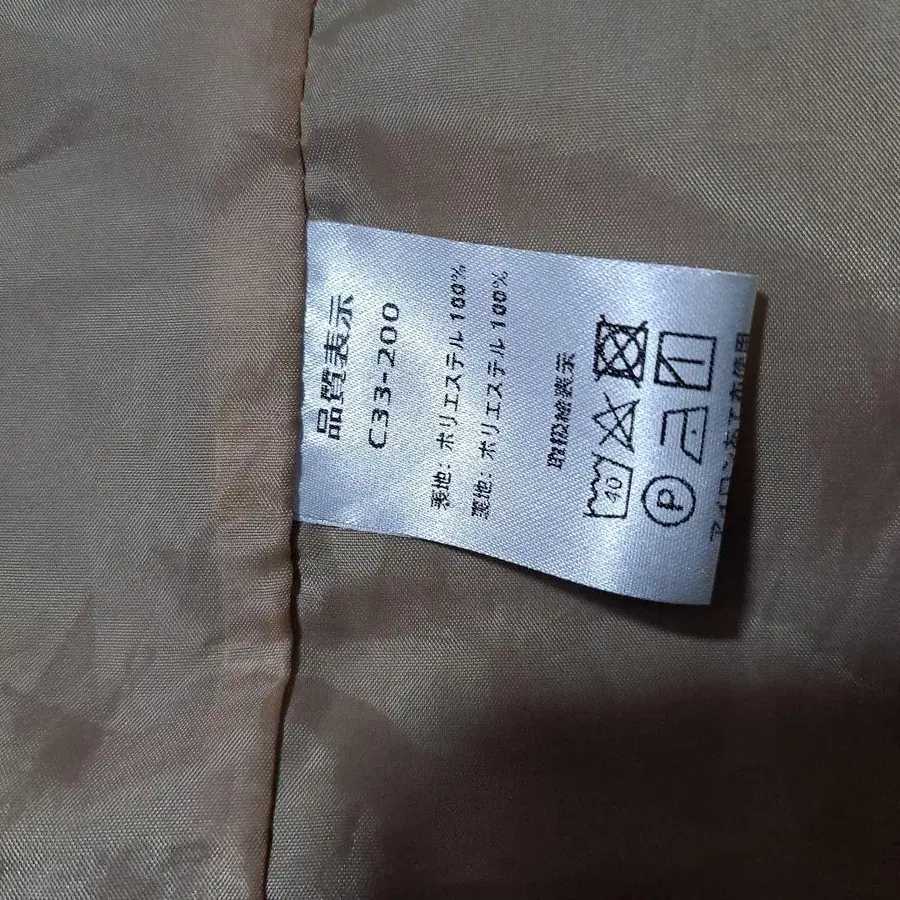 品質表示
C33-200
表地: ポリエステル 100%
裏地: ポリエステル 100%
取扱絵表示
40
P
アイロンあて布使用